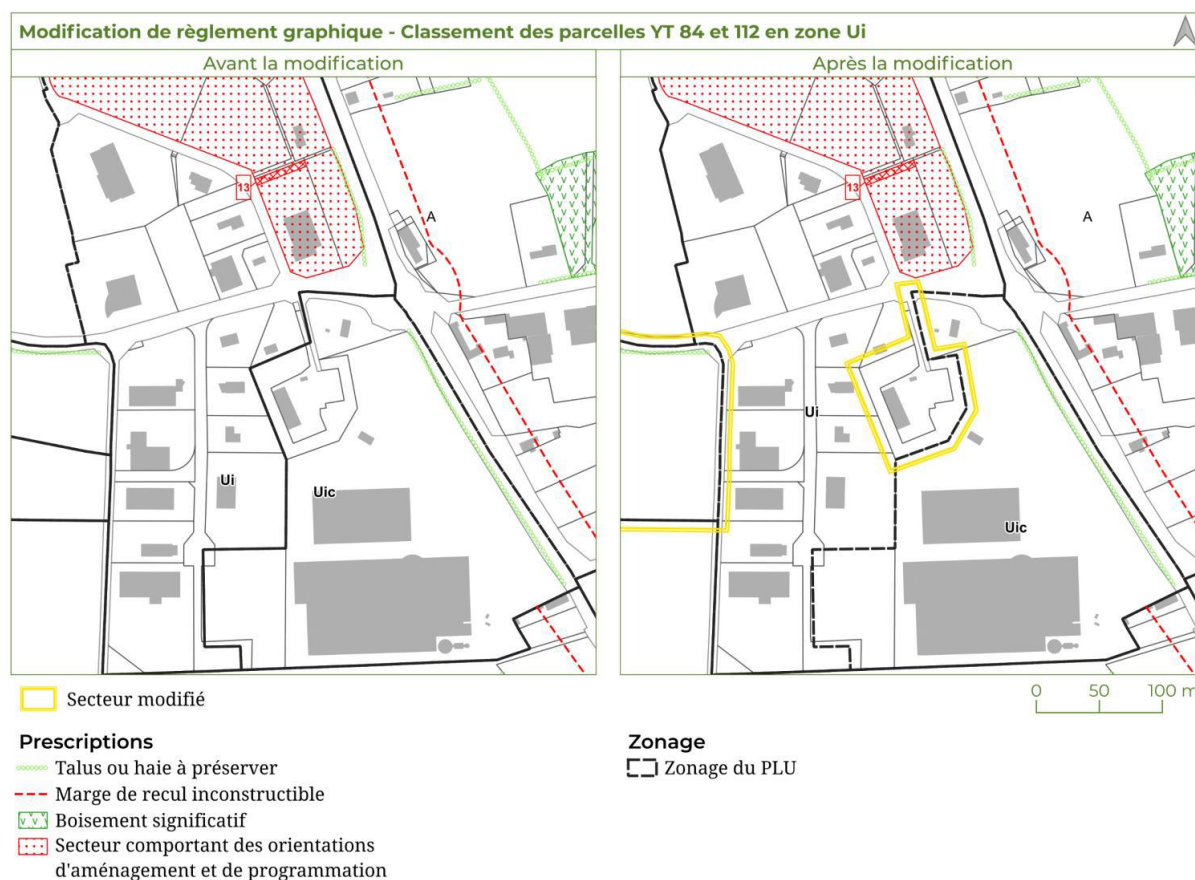 Modification de règlement graphique - Classement des parcelles YT 84 et 112 en zone Ui
Avant la modification
Après la modification
13
A
Ui
Uic
13
A
Ui
Uic
Secteur modifié
0 50 100 m
Prescriptions
Talus ou haie à préserver
Marge de recul inconstructible
Boisement significatif
Secteur comportant des orientations
d'aménagement et de programmation
Zonage
Zonage du PLU